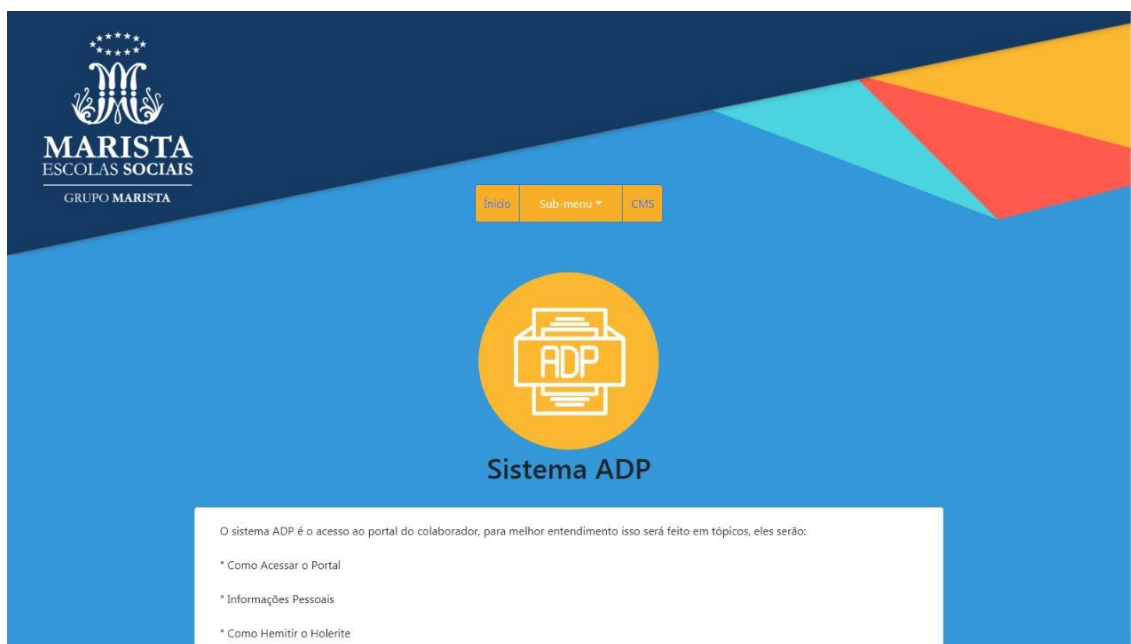 MARISTA
ESCOLAS SOCIAIS
GRUPO MARISTA
Ínicio
Sub-menu
CMS
ADP
Sistema ADP
O sistema ADP é o acesso ao portal do colaborador, para melhor entendimento isso será feito em tópicos, eles serão:
° Como Acessar o Portal
° Informações Pessoais
° Como Hemitir o Holerite